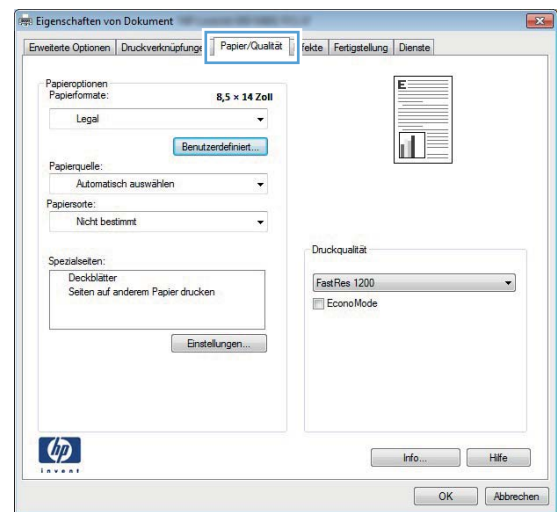 Eigenschaften von Dokument
Erweiterte Optionen Druckverknüpfunge Papier/Qualität fekte Fertigstellung Dienste
Papieroptionen
Papierformate: 8,5 × 14 Zoll
Legal
Benutzerdefiniert...
Papierquelle:
Automatisch auswählen
Papiersorte:
Nicht bestimmt
Spezialseiten:
Deckblätter
Seiten auf anderem Papier drucken
Einstellungen...
E
Druckqualität
FastRes 1200
EconoMode
hp
invent
Info... Hilfe
OK Abbrechen